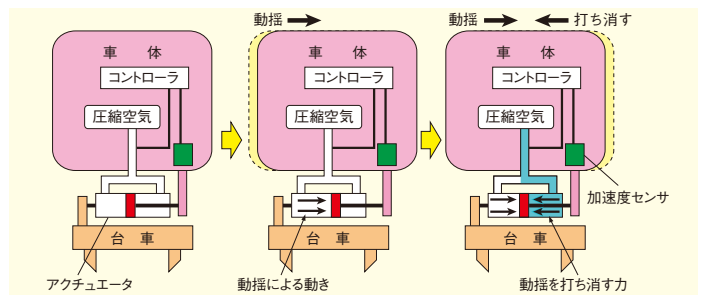 車体
コントローラ
圧縮空気
台車
アクチュエータ
動揺
車体
コントローラ
圧縮空気
台車
動揺による動き
動揺
打ち消す
車体
コントローラ
圧縮空気
加速度センサ
台車
動揺を打ち消す力